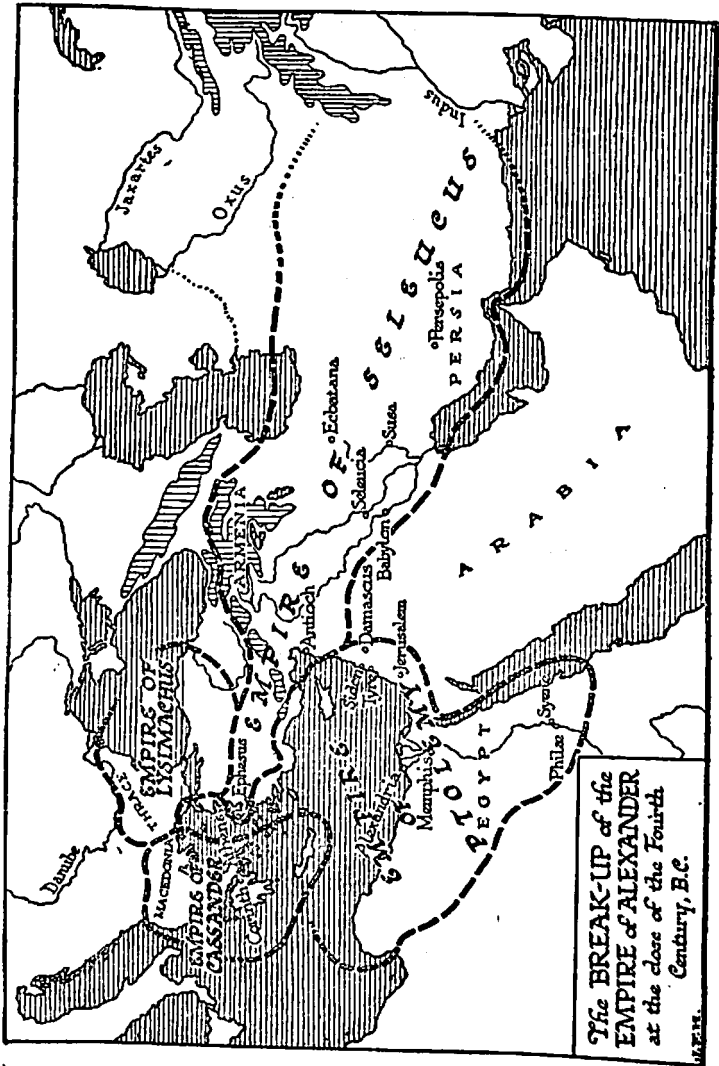 The BREAK-UP of the
EMPIRE of ALEXANDER
at the close of the Fourth
Century, B.C.
J.F.H.
Jaxartes
Oxus
Indus
Danube
THRACE
MACEDONIA
EMPIRE OF
LYSIMACHUS
EMPIRE OF
CASSANDER
Corinth
Ephesus
ARMENIA
EMPIRE OF SELEUCUS
Antioch
Ecbatana
Seleucia
Susa
Babylon
Persepolis
PERSIA
Damascus
Sidon
Tyre
Jerusalem
EMPIRE
OF
PTOLEMY
Alexandria
Memphis
EGYPT
Syene
Philæ
ARABIA